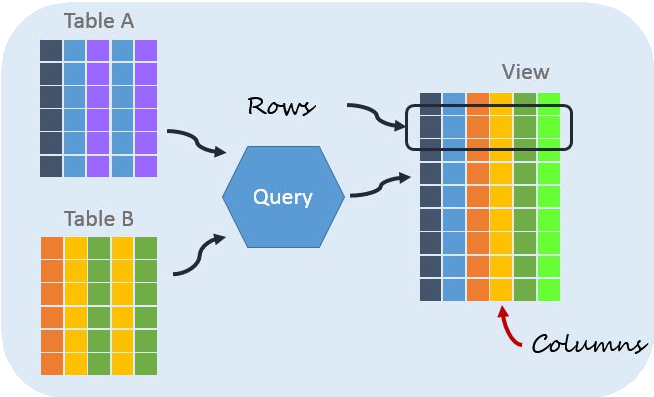 Table A
View
Rows
Query
Table B
Columns